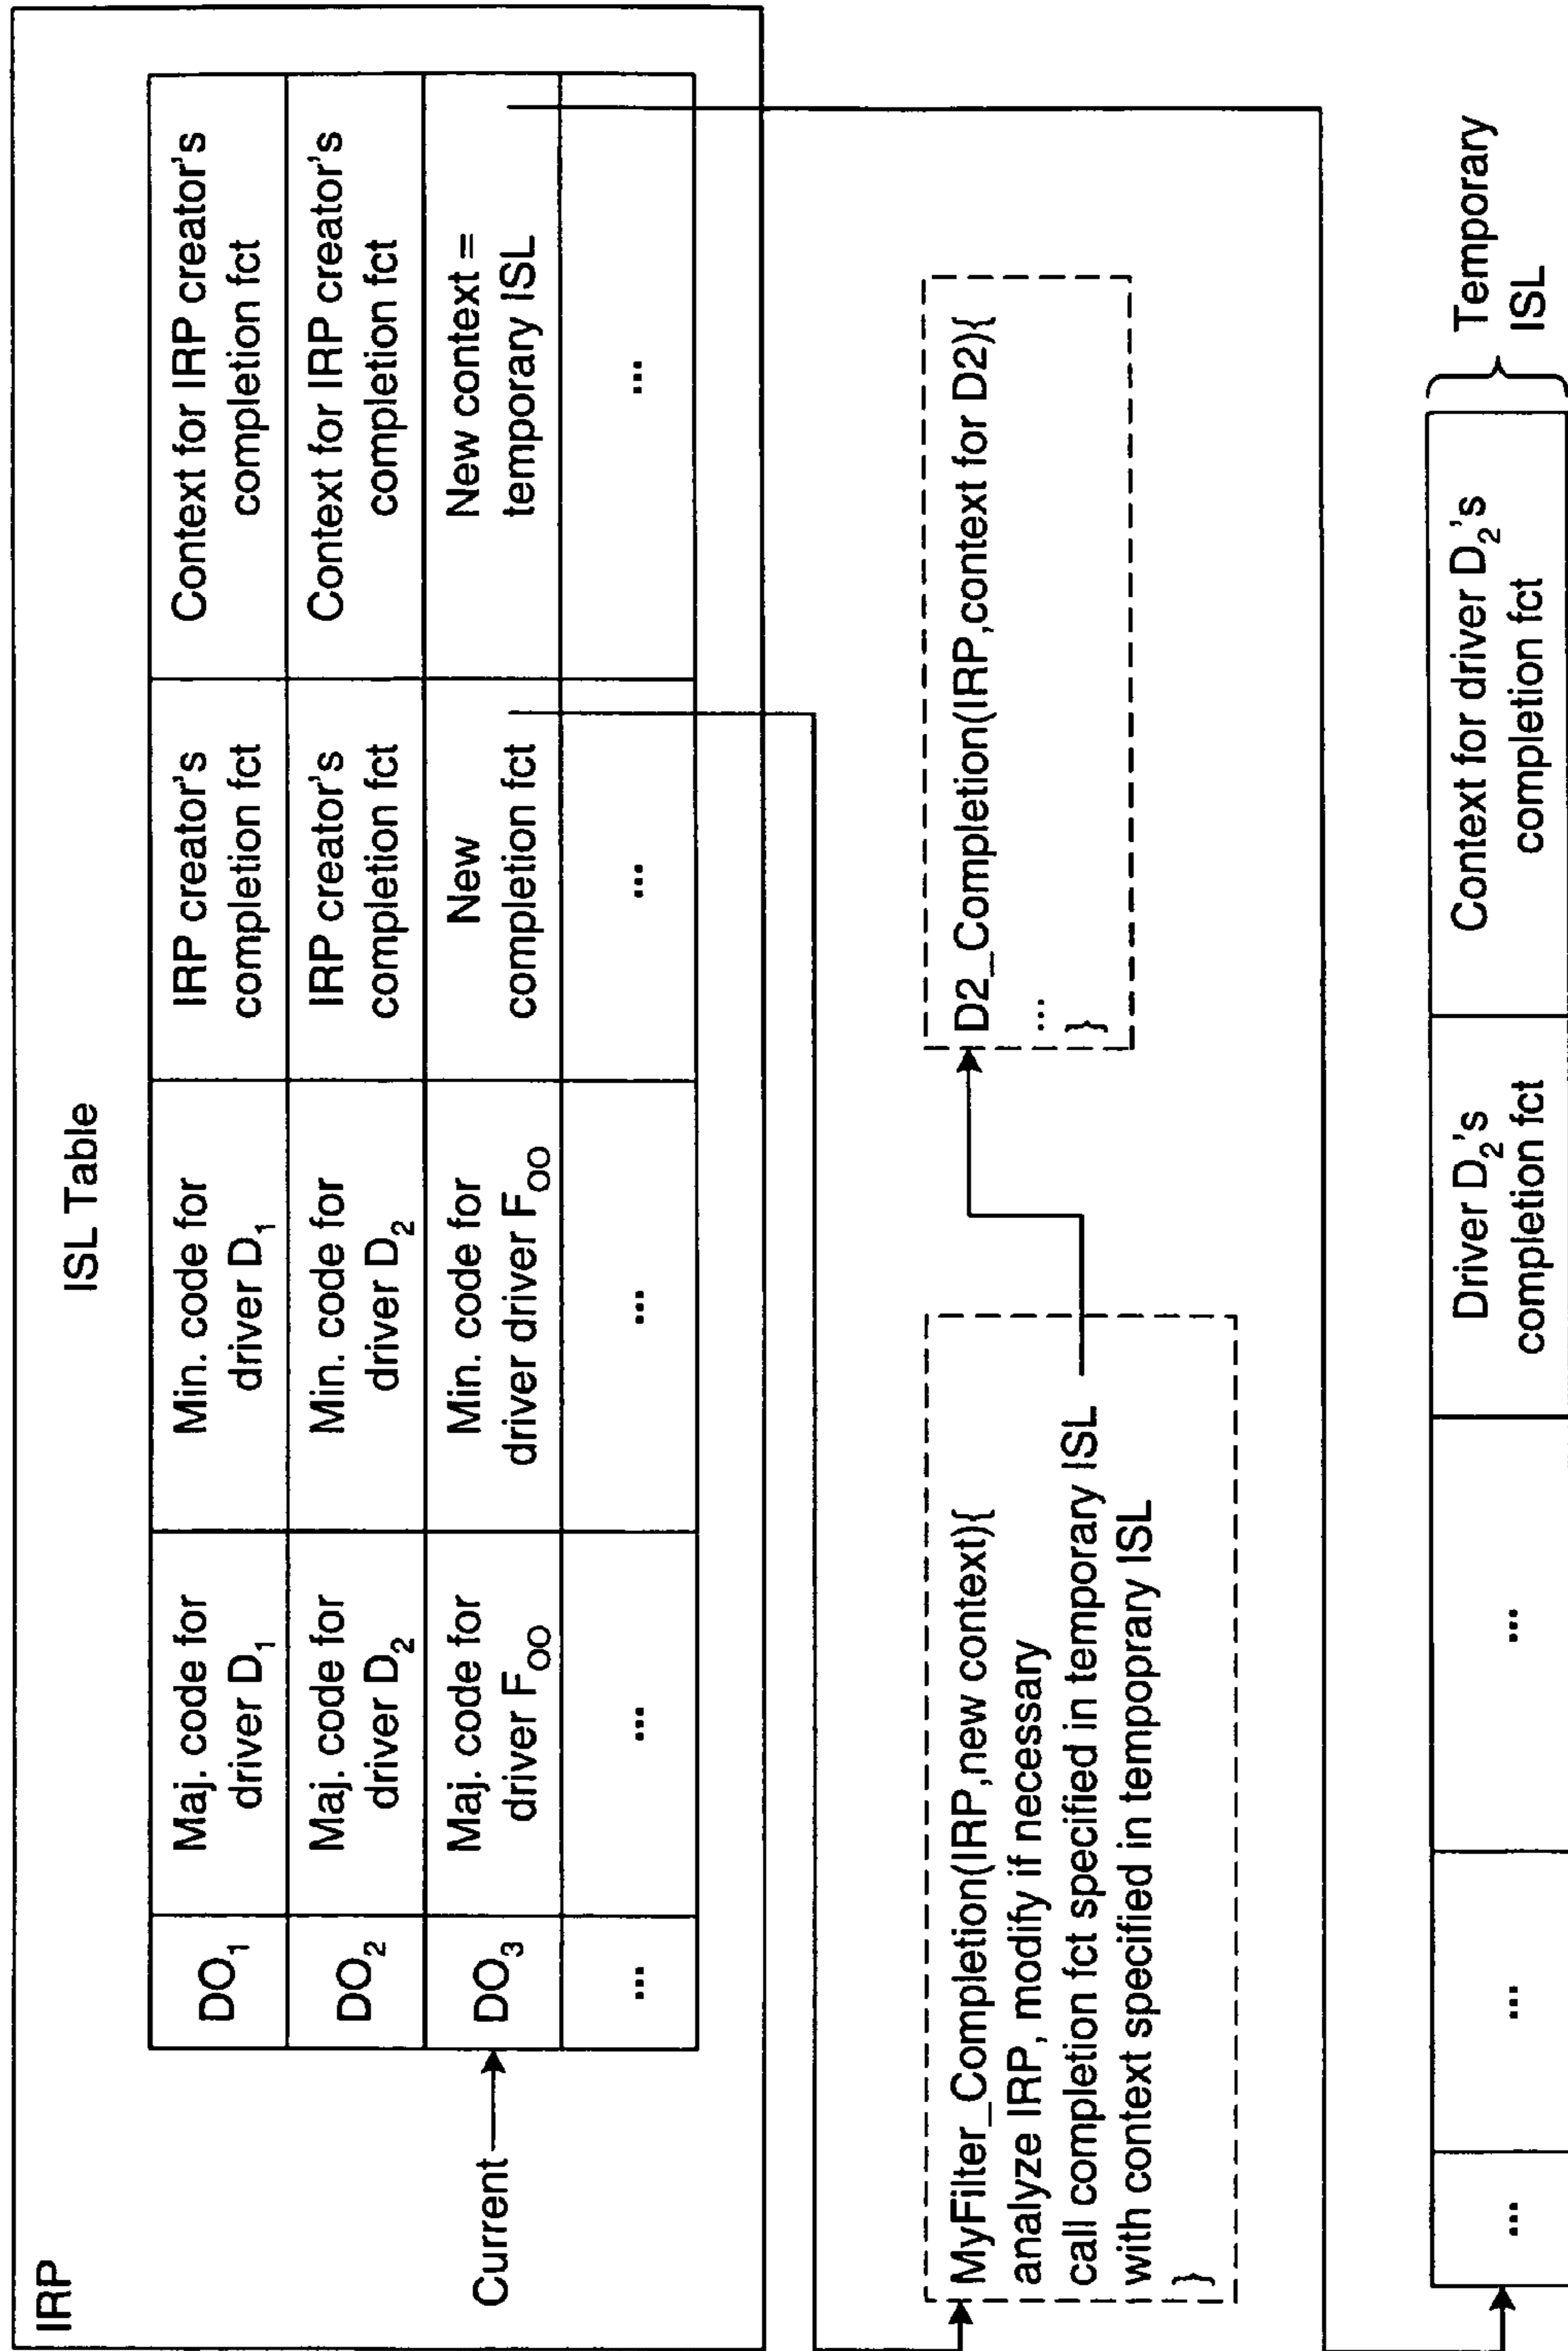 IRP
ISL Table
DO1
Maj. code for
driver D1
Min. code for
driver D1
IRP creator's
completion fct
Context for IRP creator's
completion fct
DO2
Maj. code for
driver D2
Min. code for
driver D2
IRP creator's
completion fct
Context for IRP creator's
completion fct
Current
DO3
Maj. code for
driver FOO
Min. code for
driver driver FOO
New
completion fct
New context =
temporary ISL
...
...
...
...
...
MyFilter_Completion(IRP,new context){
analyze IRP, modify if necessary
call completion fct specified in temporary ISL
with context specified in tempoprary ISL
}
D2_Completion(IRP,context for D2){
...
}
...
...
...
Driver D2's
completion fct
Context for driver D2's
completion fct
Temporary
ISL